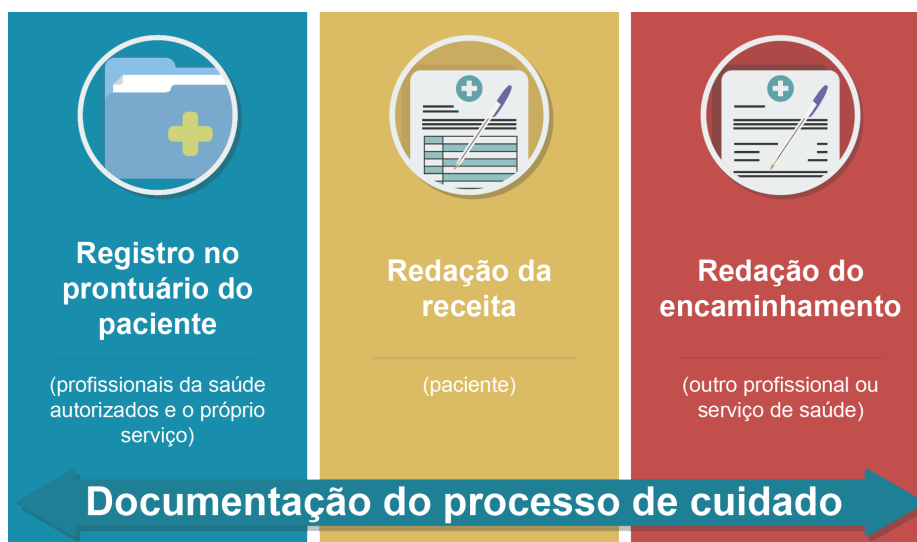 Registro no
prontuário do
paciente
(profissionais da saúde
autorizados e o próprio
serviço)
Redação da
receita
(paciente)
Redação do
encaminhamento
(outro profissional ou
serviço de saúde)
Documentação do processo de cuidado